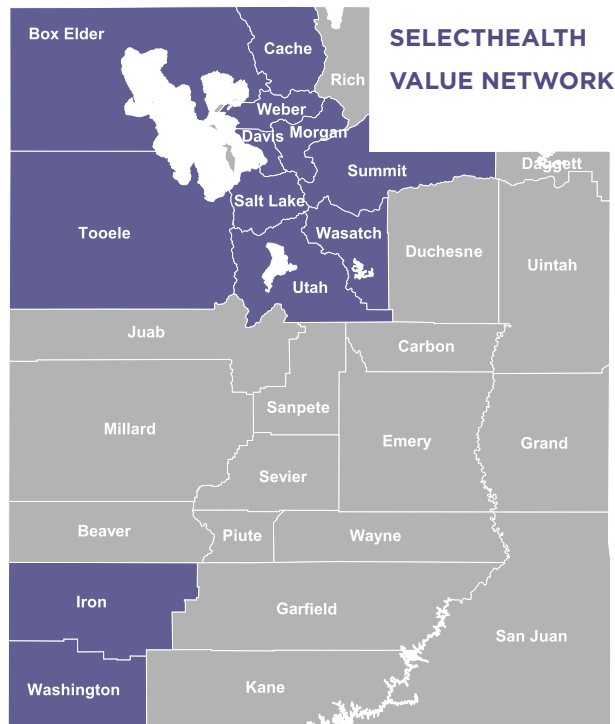 SELECTHEALTH
VALUE NETWORK
Box Elder
Cache
Rich
Weber
Davis
Morgan
Daggett
Summit
Salt Lake
Tooele
Wasatch
Duchesne
Uintah
Utah
Juab
Carbon
Sanpete
Millard
Emery
Grand
Sevier
Beaver
Piute
Wayne
Iron
Garfield
San Juan
Washington
Kane